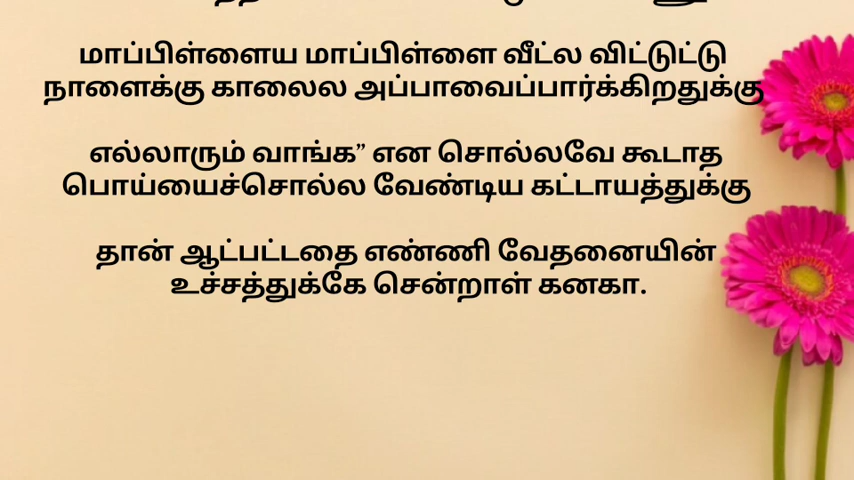 மாப்பிள்ளைய மாப்பிள்ளை வீட்ல விட்டுட்டு
நாளைக்கு காலைல அப்பாவைப்பார்க்கிறதுக்கு
எல்லாரும் வாங்க” என சொல்லவே கூடாத
பொய்யைச்சொல்ல வேண்டிய கட்டாயத்துக்கு
தான் ஆட்பட்டதை எண்ணி வேதனையின்
உச்சத்துக்கே சென்றாள் கனகா.